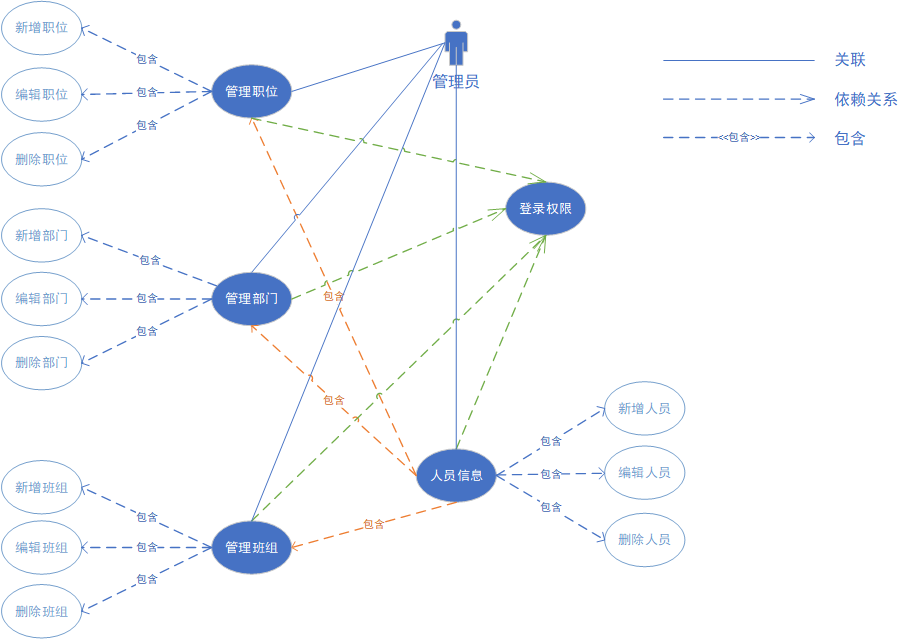 新增职位
包含
编辑职位
包含
管理职位
包含
删除职位
管理员
关联
依赖关系
<<包含>>
包含
登录权限
新增部门
包含
编辑部门
包含
管理部门
包含
包含
删除部门
包含
新增人员
包含
人员信息
包含
编辑人员
包含
删除人员
新增班组
包含
包含
编辑班组
包含
管理班组
包含
删除班组